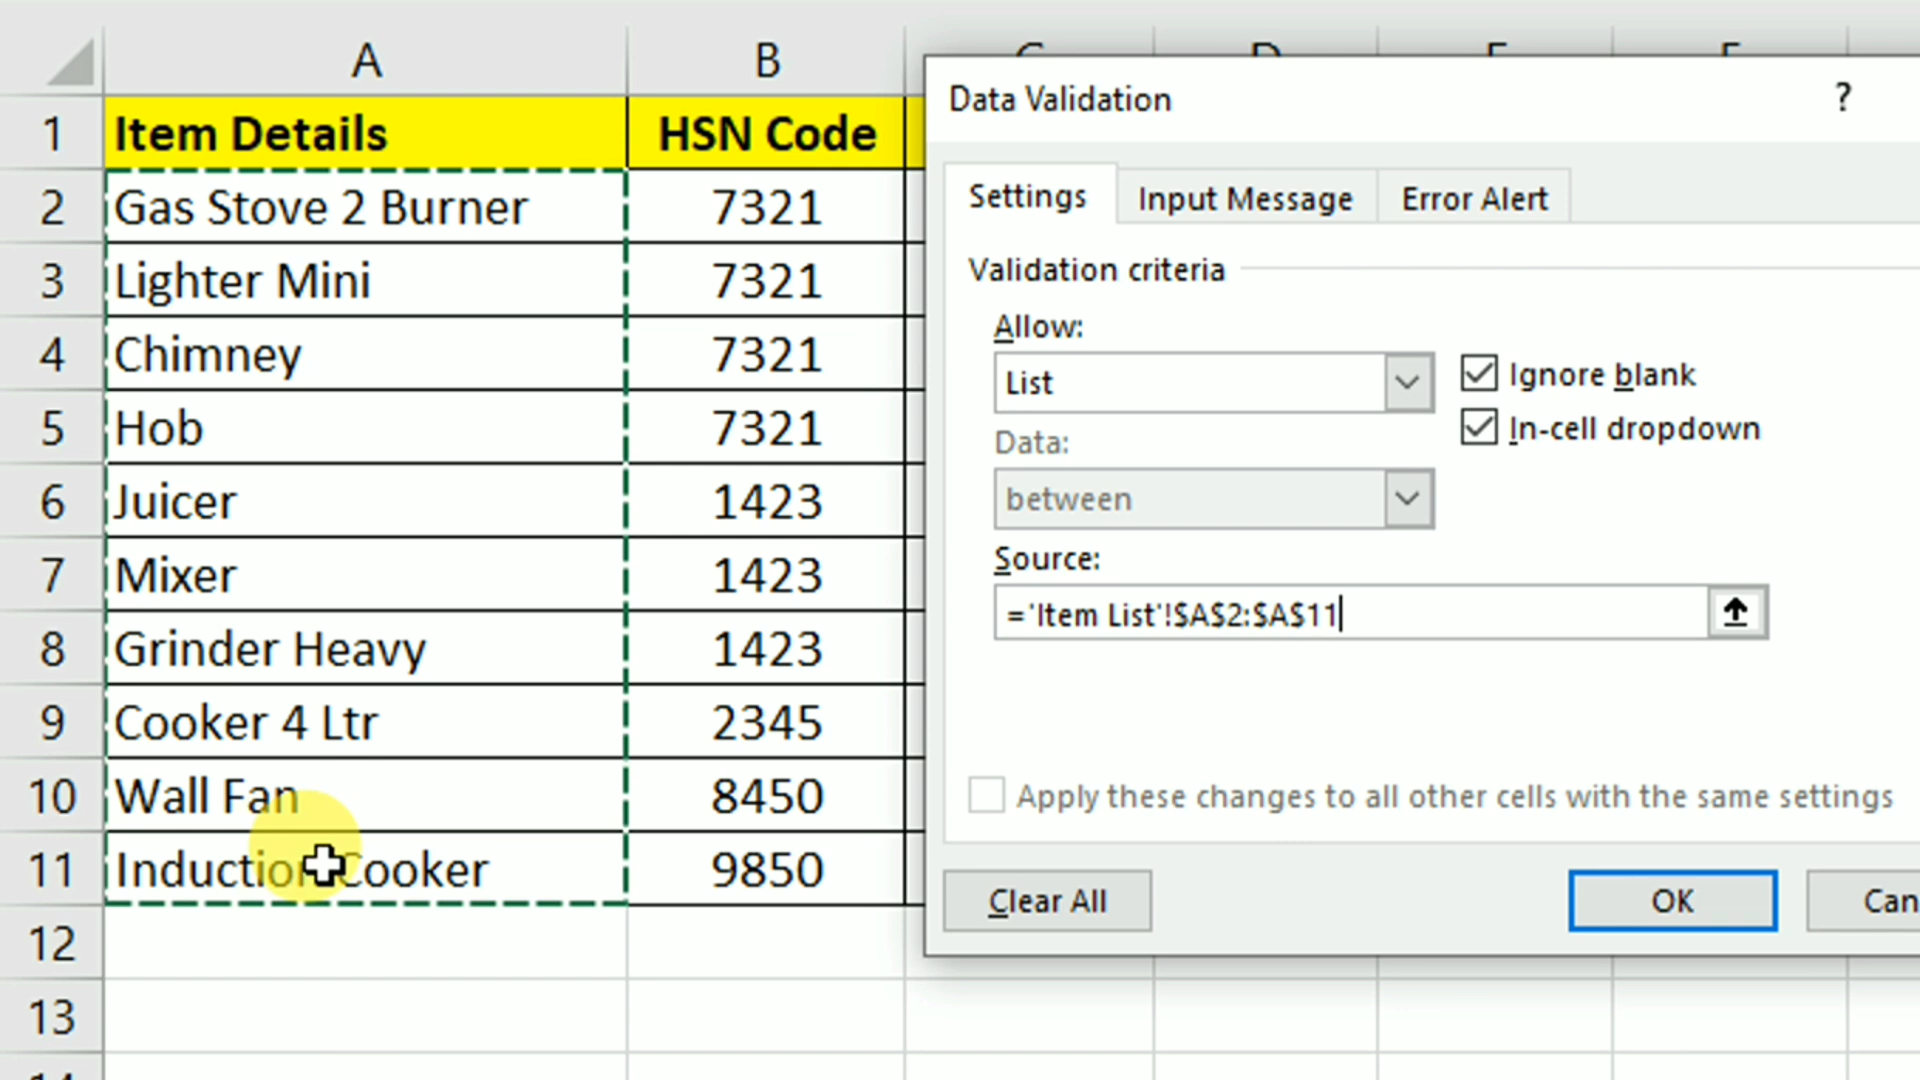 A B
1 Item Details HSN Code
2 Gas Stove 2 Burner 7321
3 Lighter Mini 7321
4 Chimney 7321
5 Hob 7321
6 Juicer 1423
7 Mixer 1423
8 Grinder Heavy 1423
9 Cooker 4 Ltr 2345
10 Wall Fan 8450
11 Induction Cooker 9850
12
13
Data Validation ?
Settings Input Message Error Alert
Validation criteria
Allow:
List
Ignore blank
In-cell dropdown
Data:
between
Source:
='Item List'!$A$2:$A$11
Apply these changes to all other cells with the same settings
Clear All OK Can